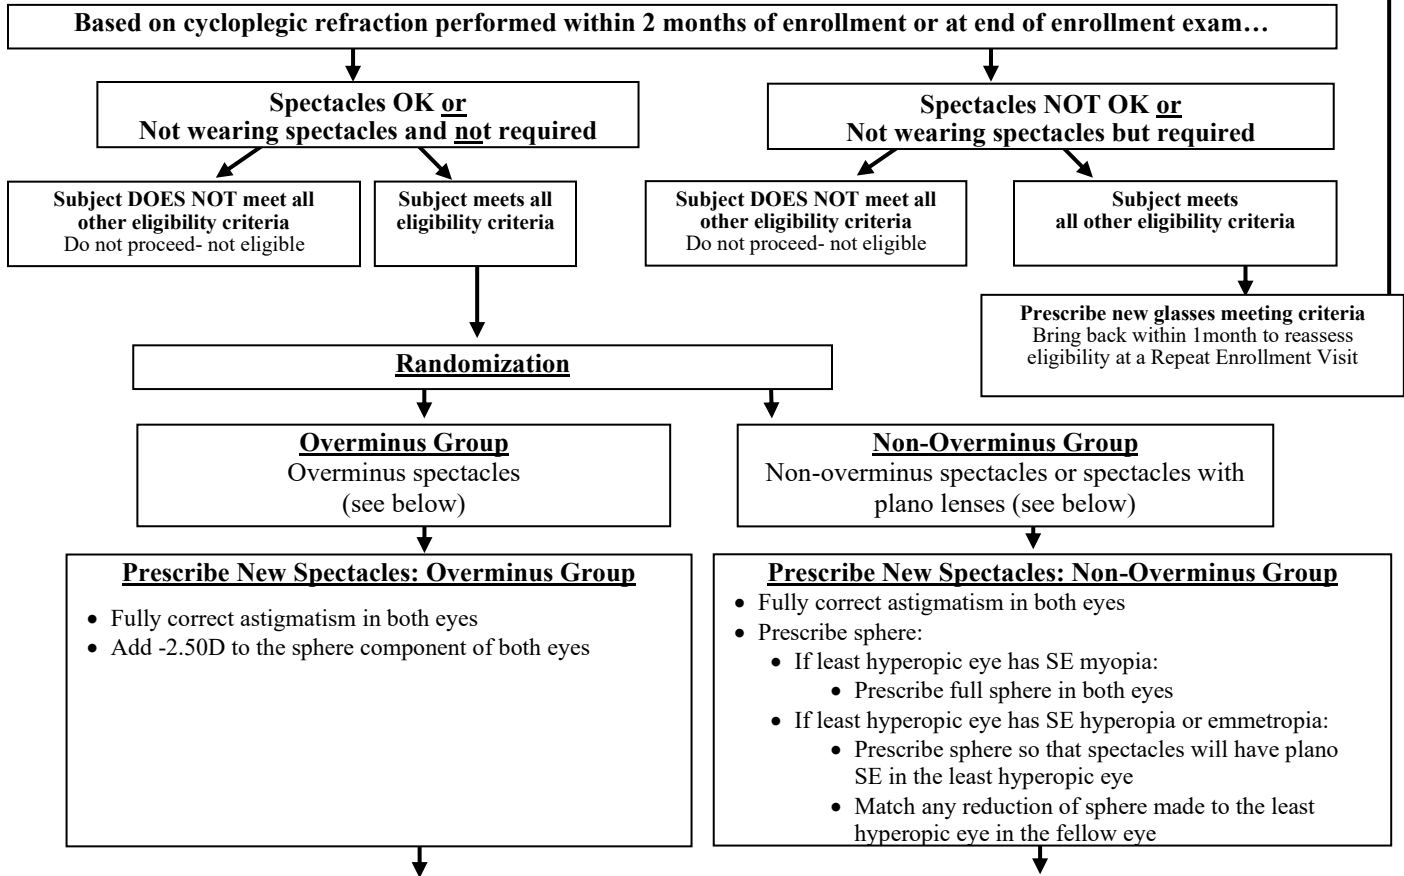 Based on cycloplegic refraction performed within 2 months of enrollment or at end of enrollment exam…
Spectacles OK or
Not wearing spectacles and not required
Spectacles NOT OK or
Not wearing spectacles but required
Subject DOES NOT meet all
other eligibility criteria
Do not proceed- not eligible
Subject meets all
eligibility criteria
Subject DOES NOT meet all
other eligibility criteria
Do not proceed- not eligible
Subject meets
all other eligibility criteria
Prescribe new glasses meeting criteria
Bring back within 1month to reassess
eligibility at a Repeat Enrollment Visit
Randomization
Overminus Group
Overminus spectacles
(see below)
Non-Overminus Group
Non-overminus spectacles or spectacles with
plano lenses (see below)
Prescribe New Spectacles: Overminus Group
• Fully correct astigmatism in both eyes
• Add -2.50D to the sphere component of both eyes
Prescribe New Spectacles: Non-Overminus Group
• Fully correct astigmatism in both eyes
• Prescribe sphere:
• If least hyperopic eye has SE myopia:
• Prescribe full sphere in both eyes
• If least hyperopic eye has SE hyperopia or emmetropia:
• Prescribe sphere so that spectacles will have plano
SE in the least hyperopic eye
• Match any reduction of sphere made to the least
hyperopic eye in the fellow eye